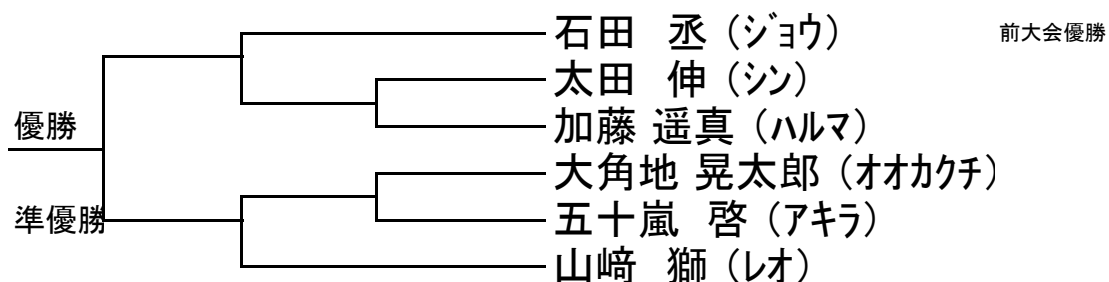 石田　丞（ジョウ）　前大会優勝
太田　伸（シン）
優勝　加藤 遥真（ハルマ）
大角地 晃太郎（オオカクチ）
準優勝　五十嵐　啓（アキラ）
山﨑　獅（レオ）